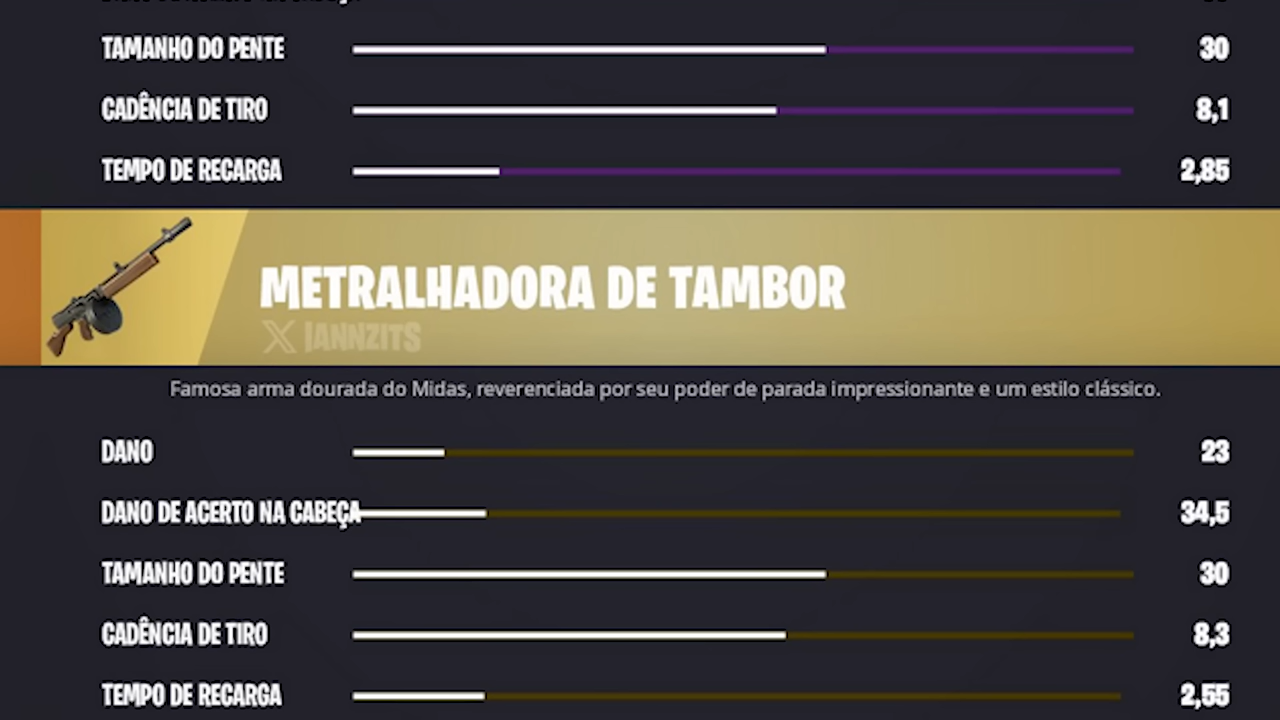 TAMANHO DO PENTE 30
CADÊNCIA DE TIRO 8,1
TEMPO DE RECARGA 2,85
METRALHADORA DE TAMBOR
X IANNZITS
Famosa arma dourada do Midas, reverenciada por seu poder de parada impressionante e um estilo clássico.
DANO 23
DANO DE ACERTO NA CABEÇA 34,5
TAMANHO DO PENTE 30
CADÊNCIA DE TIRO 8,3
TEMPO DE RECARGA 2,55